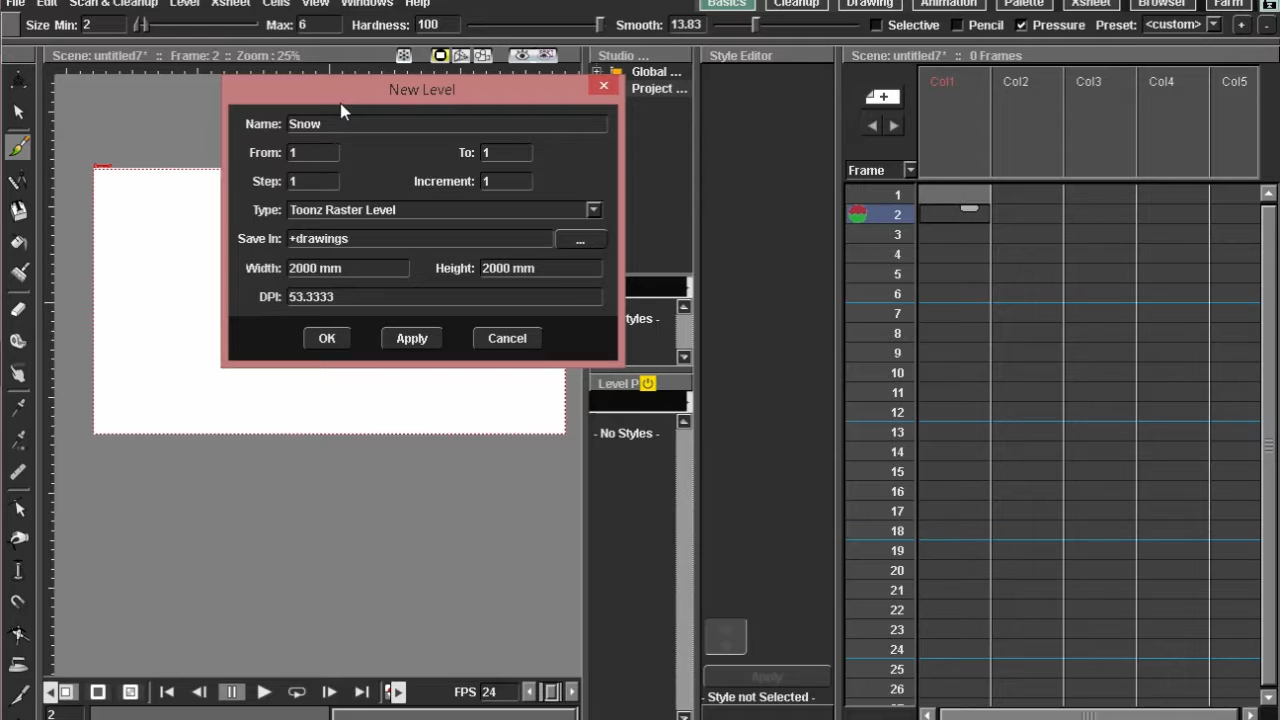 File Edit Scan & Cleanup Level Xsheet Cells View Windows Help Basics Cleanup Drawing Animation Palette Xsheet Browser Farm
Size Min: 2 Max: 6 Hardness: 100 Smooth: 13.83 Selective Pencil Pressure Preset: <custom> + -
Scene: untitled7* :: Frame: 2 :: Zoom : 25%
Studio ...
Style Editor
Scene: untitled7* :: 0 Frames
Global ...
Project ...
New Level
Name: Snow
From: 1 To: 1
Step: 1 Increment: 1
Type: Toonz Raster Level
Save In: +drawings ...
Width: 2000 mm Height: 2000 mm
DPI: 53.3333
OK Apply Cancel
tyles -
Level P
- No Styles -
Apply
- Style not Selected -
Col1 Col2 Col3 Col4 Col5
+
Frame
1
2
3
4
5
6
7
8
9
10
11
12
13
14
15
16
17
18
19
20
21
22
23
24
25
26
FPS 24
2